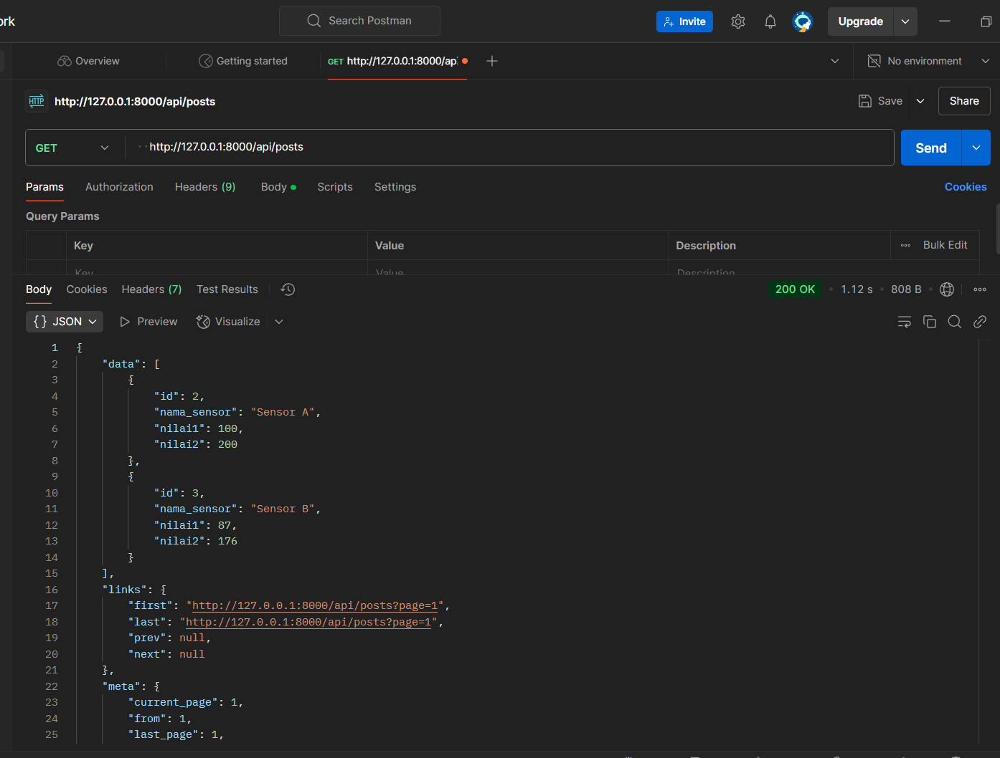 ork
Search Postman
Invite
Upgrade
Overview
Getting started
GET http://127.0.0.1:8000/api
No environment
HTTP
http://127.0.0.1:8000/api/posts
Save
Share
GET
http://127.0.0.1:8000/api/posts
Send
Params Authorization Headers (9) Body Scripts Settings Cookies
Query Params
Key Value Description Bulk Edit
Key Value Description
Body Cookies Headers (7) Test Results 200 OK • 1.12 s • 808 B •
{} JSON Preview Visualize
1 {
2 "data": [
3 {
4 "id": 2,
5 "nama_sensor": "Sensor A",
6 "nilai1": 100,
7 "nilai2": 200
8 },
9 {
10 "id": 3,
11 "nama_sensor": "Sensor B",
12 "nilai1": 87,
13 "nilai2": 176
14 }
15 ],
16 "links": {
17 "first": "http://127.0.0.1:8000/api/posts?page=1",
18 "last": "http://127.0.0.1:8000/api/posts?page=1",
19 "prev": null,
20 "next": null
21 },
22 "meta": {
23 "current_page": 1,
24 "from": 1,
25 "last_page": 1,